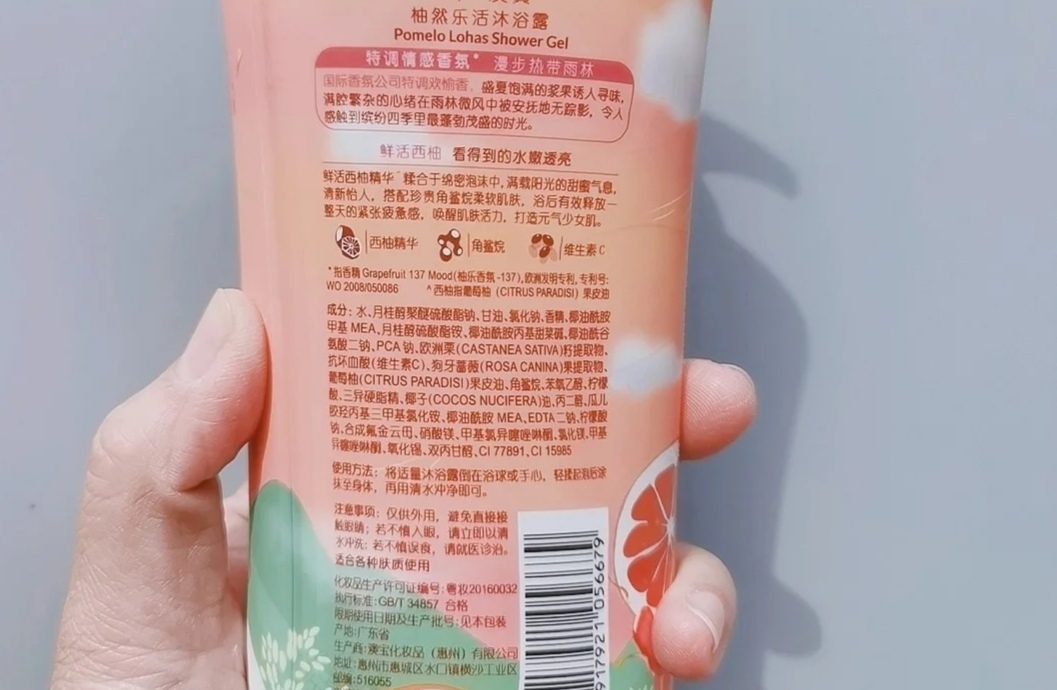 柚然乐活沐浴露
Pomelo Lohas Shower Gel
特调情感香氛* 漫步热带雨林
国际香氛公司特调欢愉香，盛夏饱满的浆果诱人寻味，
满腔繁杂的心绪在雨林微风中被安抚地无踪影，令人
感触到缤纷四季里最蓬勃茂盛的时光。
鲜活西柚 看得到的水嫩透亮
鲜活西柚精华^糅合于绵密泡沫中，满载阳光的甜蜜气息，
清新怡人，搭配珍贵角鲨烷柔软肌肤，浴后有效释放一
整天的紧张疲惫感，唤醒肌肤活力，打造元气少女肌。
西柚精华 角鲨烷 维生素C
*指香精 Grapefruit 137 Mood(柚乐香氛-137),欧洲发明专利,专利号:
WO 2008/050086 ^西柚指葡萄柚（CITRUS PARADISI）果皮油
成分：水、月桂醇聚醚硫酸酯钠、甘油、氯化钠、香精、椰油酰胺
甲基 MEA、月桂醇硫酸酯铵、椰油酰胺丙基甜菜碱、椰油酰谷
氨酸二钠、PCA 钠、欧洲栗(CASTANEA SATIVA)籽提取物、
抗坏血酸(维生素C)、狗牙蔷薇(ROSA CANINA)果提取物、
葡萄柚(CITRUS PARADISI)果皮油、角鲨烷、苯氧乙醇、柠檬
酸、三异硬脂精、椰子(COCOS NUCIFERA)油、丙二醇、瓜儿
胶羟丙基三甲基氯化铵、椰油酰胺 MEA、EDTA 二钠、柠檬酸
钠、合成氟金云母、硝酸镁、甲基氯异噻唑啉酮、氯化镁、甲基
异噻唑啉酮、氧化锡、双丙甘醇、CI 77891、CI 15985
使用方法：将适量沐浴露倒在浴球或手心，轻揉起泡后涂
抹至身体，再用清水冲净即可。
注意事项：仅供外用，避免直接接
触眼睛；若不慎入眼，请立即以清
水冲洗；若不慎误食，请就医诊治。
适合各种肤质使用
化妆品生产许可证编号：粤妆20160032
执行标准：GB/T 34857 合格
限期使用日期及生产批号：见本包装
产地：广东省
生产商：澳宝化妆品（惠州）有限公司
地址：惠州市惠城区水口镇横沙工业区
邮编：516055
917921 056679